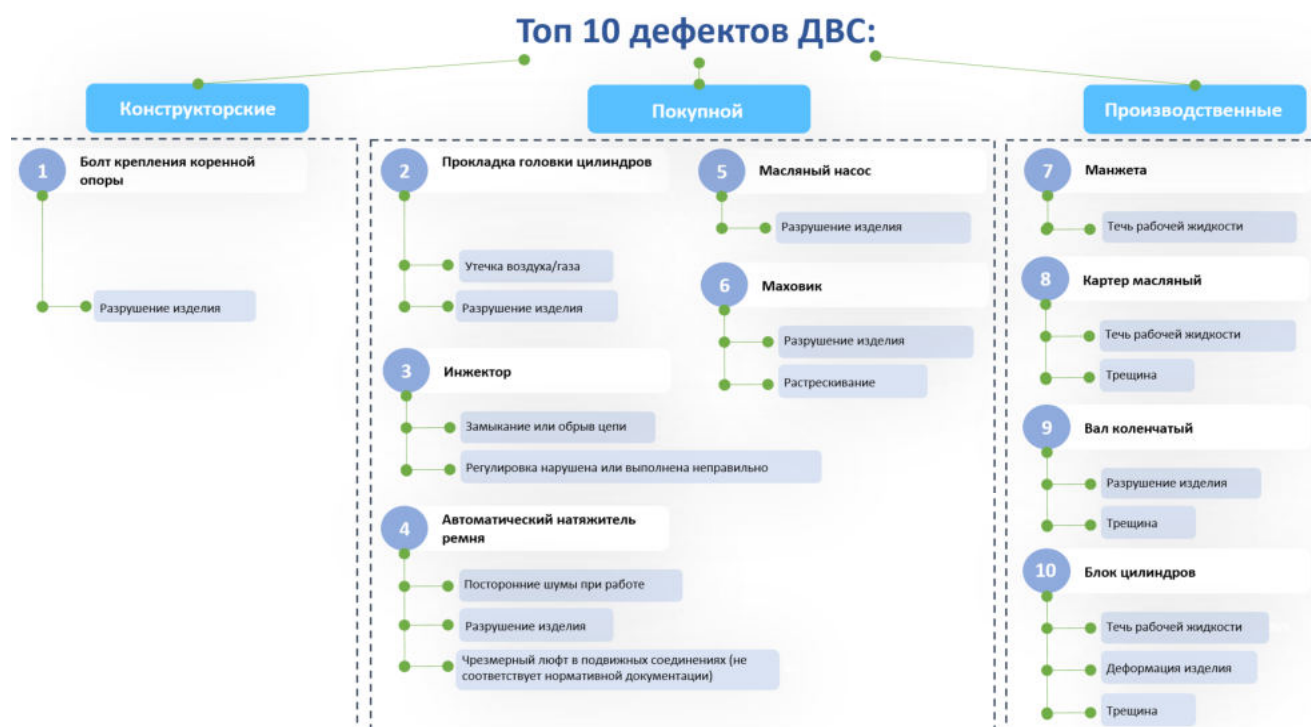 Топ 10 дефектов ДВС:
Конструкторские
1
Болт крепления коренной
опоры
Разрушение изделия
Покупной
2
Прокладка головки цилиндров
Утечка воздуха/газа
Разрушение изделия
3
Инжектор
Замыкание или обрыв цепи
Регулировка нарушена или выполнена неправильно
4
Автоматический натяжитель
ремня
Посторонние шумы при работе
Разрушение изделия
Чрезмерный люфт в подвижных соединениях (не
соответствует нормативной документации)
5
Масляный насос
Разрушение изделия
6
Маховик
Разрушение изделия
Растрескивание
Производственные
7
Манжета
Течь рабочей жидкости
8
Картер масляный
Течь рабочей жидкости
Трещина
9
Вал коленчатый
Разрушение изделия
Трещина
10
Блок цилиндров
Течь рабочей жидкости
Деформация изделия
Трещина